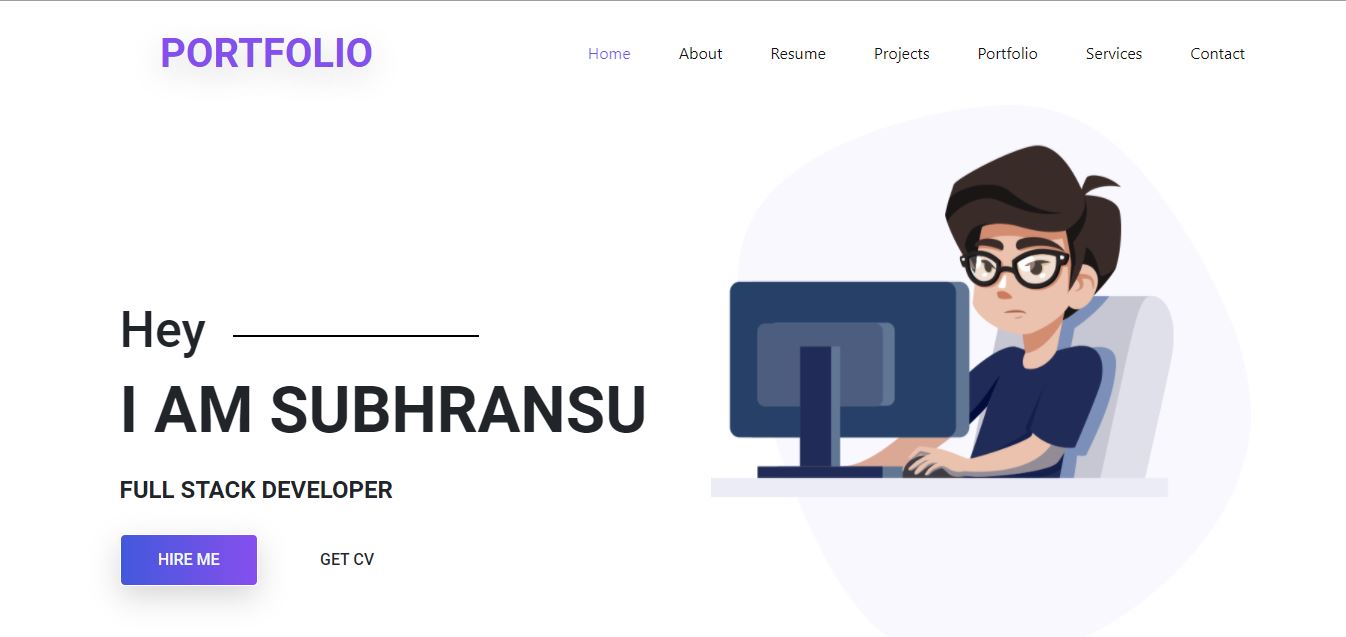 PORTFOLIO
Home About Resume Projects Portfolio Services Contact
Hey
I AM SUBHRANSU
FULL STACK DEVELOPER
HIRE ME GET CV